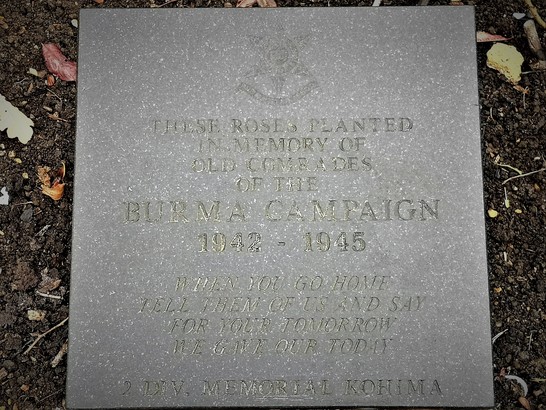 THESE ROSES PLANTED
IN MEMORY OF
OLD COMRADES
OF THE
BURMA CAMPAIGN
1942 - 1945
WHEN YOU GO HOME
TELL THEM OF US AND SAY
FOR YOUR TOMORROW
WE GAVE OUR TODAY
2 DIV. MEMORIAL KOHIMA